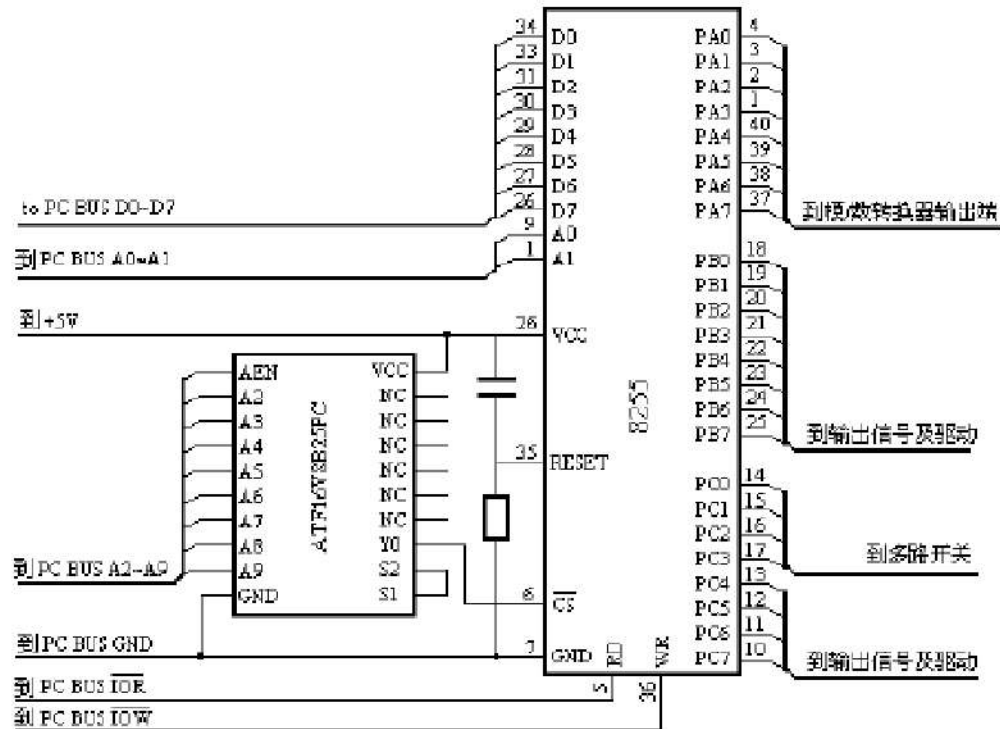 34 D0
33 D1
31 D2
30 D3
29 D4
28 D5
27 D6
26 D7
9 A0
1 A1
26 VCC
35 RESET
6 CS
7 GND
5 RD
36 WR
8255
PA0 4
PA1 3
PA2 2
PA3 1
PA4 40
PA5 39
PA6 38
PA7 37
PB0 18
PB1 19
PB2 20
PB3 21
PB4 22
PB5 23
PB6 24
PB7 25
PC0 14
PC1 15
PC2 16
PC3 17
PC4 13
PC5 12
PC6 11
PC7 10
to PC BUS D0-D7
到 PC BUS A0-A1
到 +5V
到 PC BUS A2-A9
到 PC BUS GND
到 PC BUS IOR
到 PC BUS IOW
AEN VCC
A2 NC
A3 NC
A4 NC
A5 NC
A6 NC
A7 NC
A8 Y0
A9 S2
GND S1
ATF16V8B25PC
到模/数转换器输出端
到输出信号及驱动
到多路开关
到输出信号及驱动